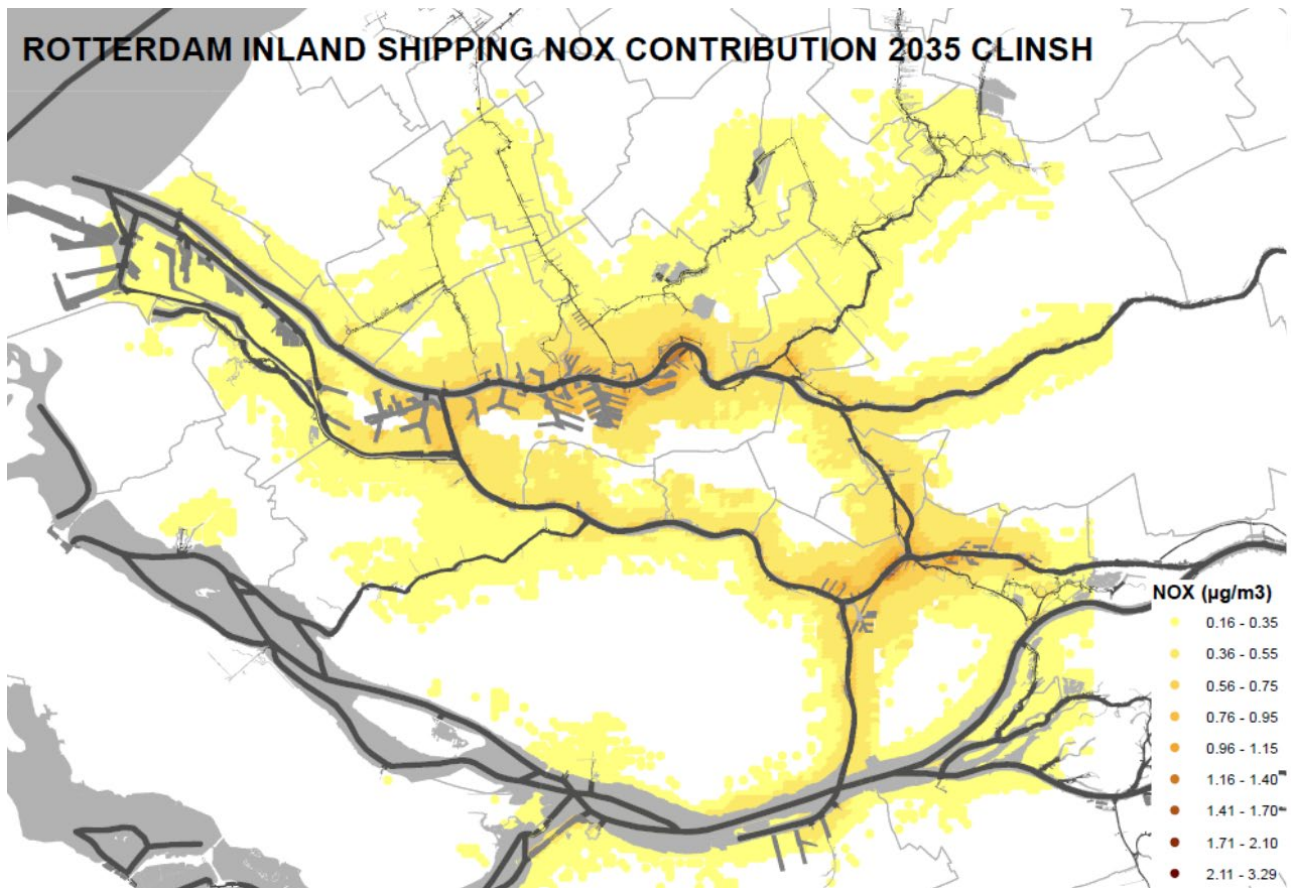 ROTTERDAM INLAND SHIPPING NOX CONTRIBUTION 2035 CLINSH
NOX (µg/m3)
0.16 - 0.35
0.36 - 0.55
0.56 - 0.75
0.76 - 0.95
0.96 - 1.15
1.16 - 1.40
1.41 - 1.70
1.71 - 2.10
2.11 - 3.29